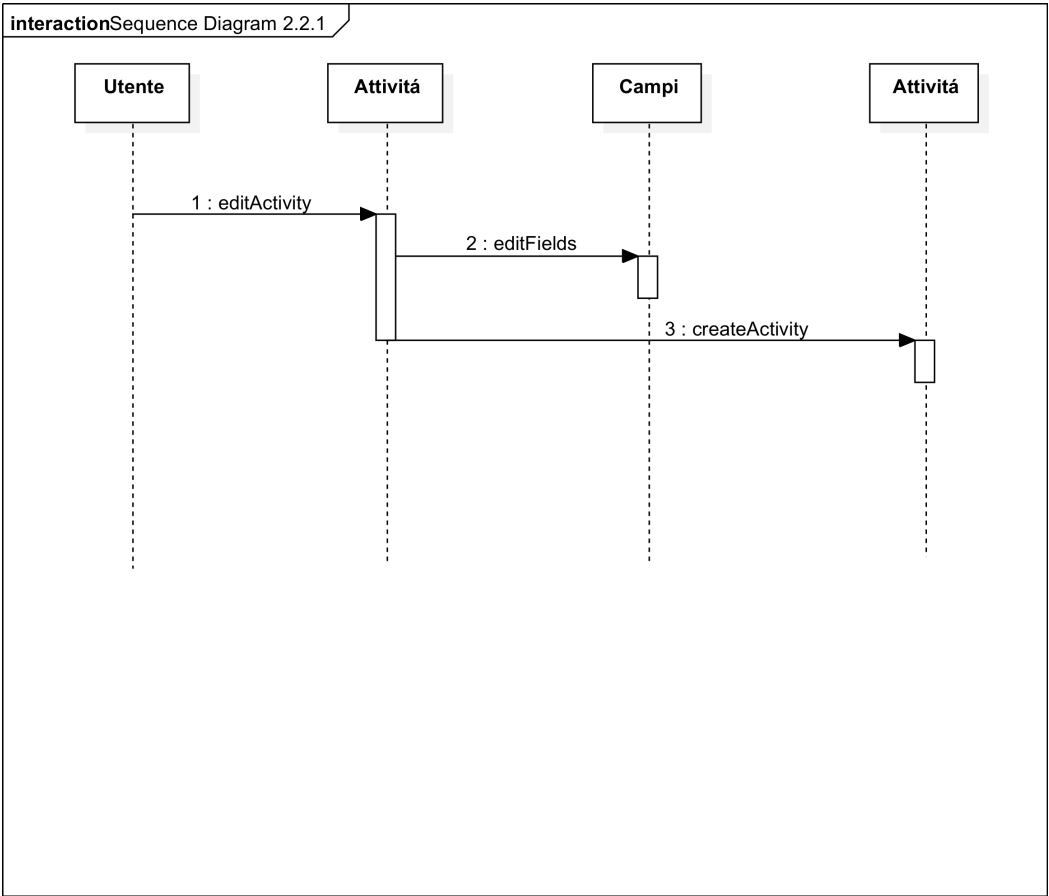 interactionSequence Diagram 2.2.1
Utente
Attivitá
Campi
Attivitá
1 : editActivity
2 : editFields
3 : createActivity